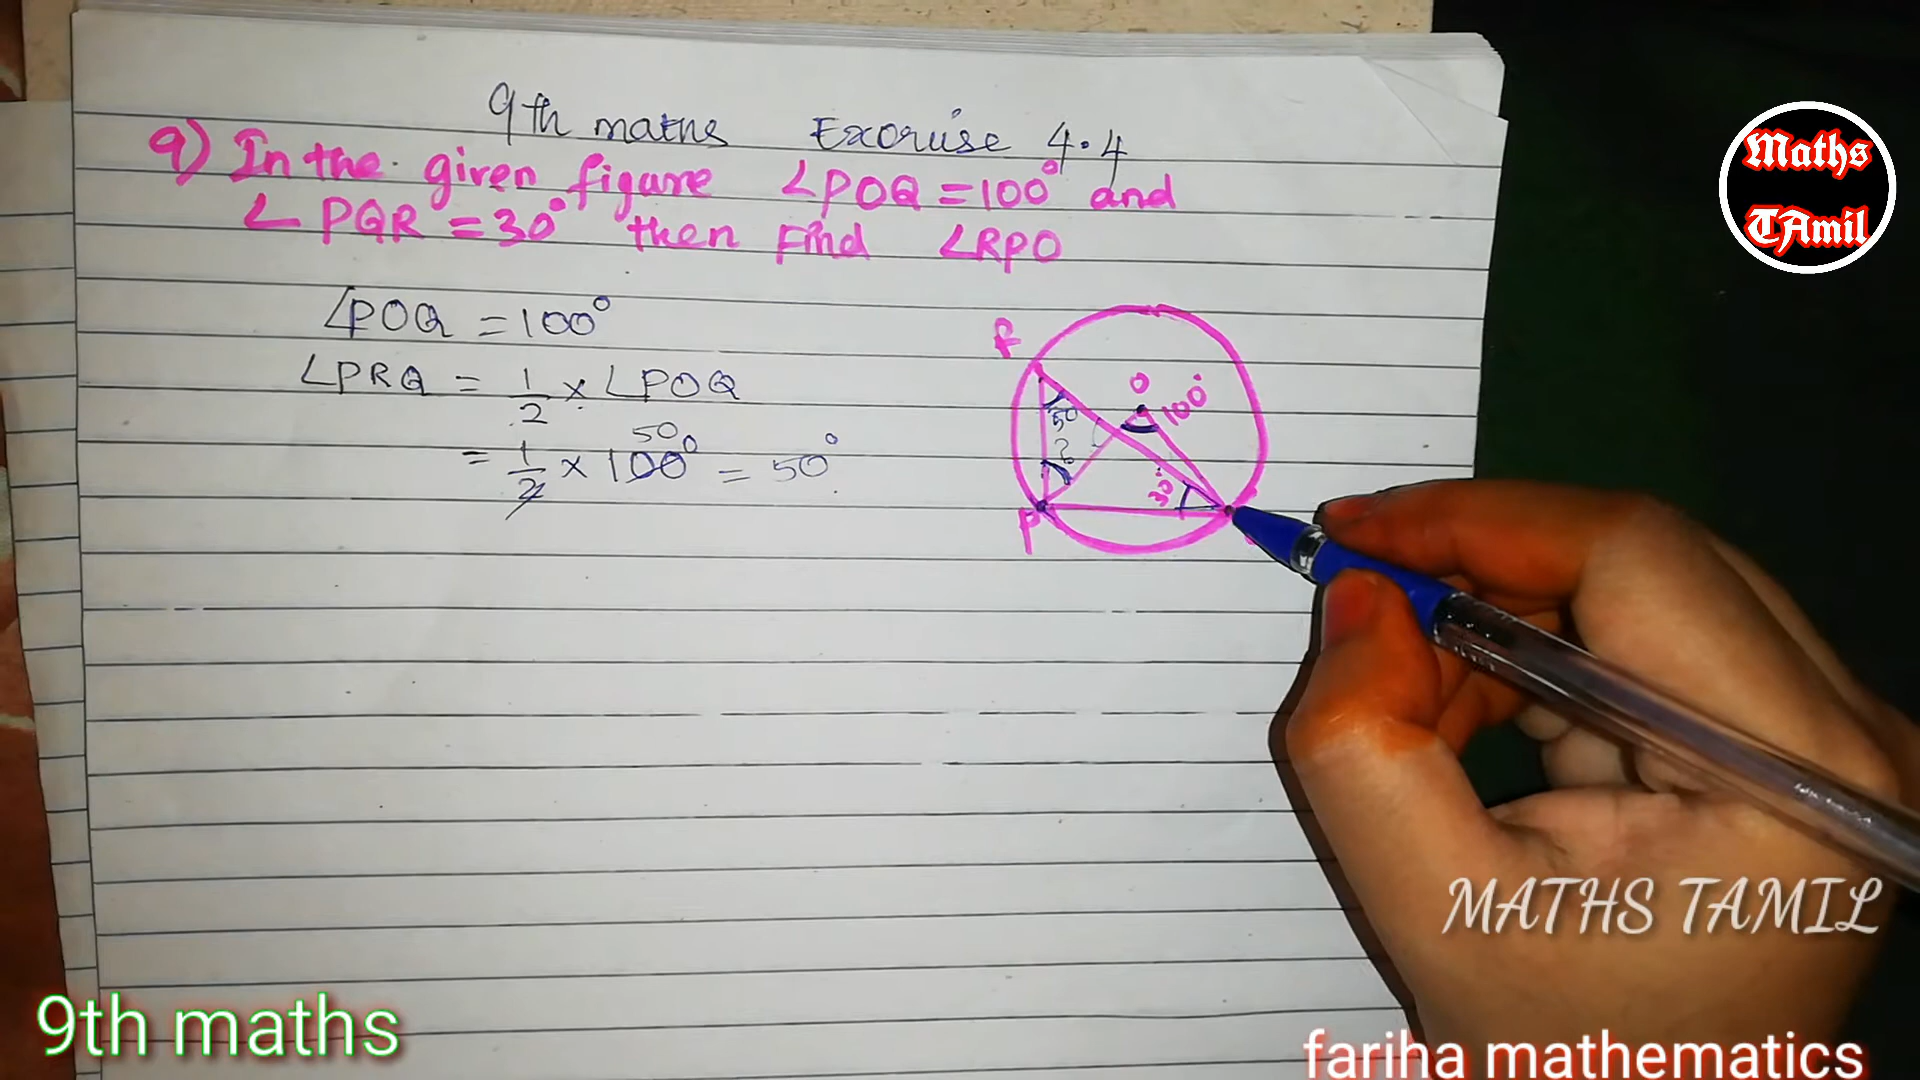 9th maths Exoruise 4.4
9) In the given figure ∠POQ = 100° and
∠PQR = 30° then Find ∠RPO
∠POQ = 100°
∠PRQ = 1/2 × ∠POQ
50
= 1/2 × 100° = 50°
R
O
100°
50
?
30°
P
Maths
TAmil
MATHS TAMIL
9th maths
fariha mathematics